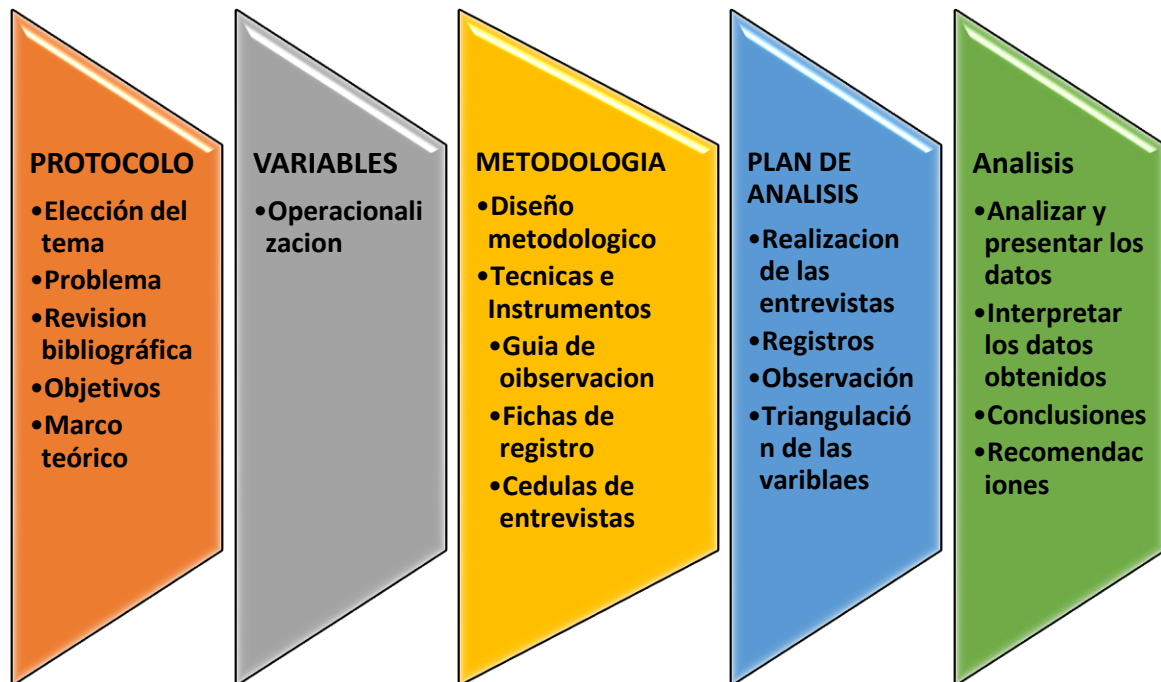 PROTOCOLO
•Elección del
tema
•Problema
•Revision
bibliográfica
•Objetivos
•Marco
teórico
VARIABLES
•Operacionali
zacion
METODOLOGIA
•Diseño
metodologico
•Tecnicas e
Instrumentos
•Guia de
oibservacion
•Fichas de
registro
•Cedulas de
entrevistas
PLAN DE
ANALISIS
•Realizacion
de las
entrevistas
•Registros
•Observación
•Triangulació
n de las
variblaes
Analisis
•Analizar y
presentar los
datos
•Interpretar
los datos
obtenidos
•Conclusiones
•Recomendac
iones